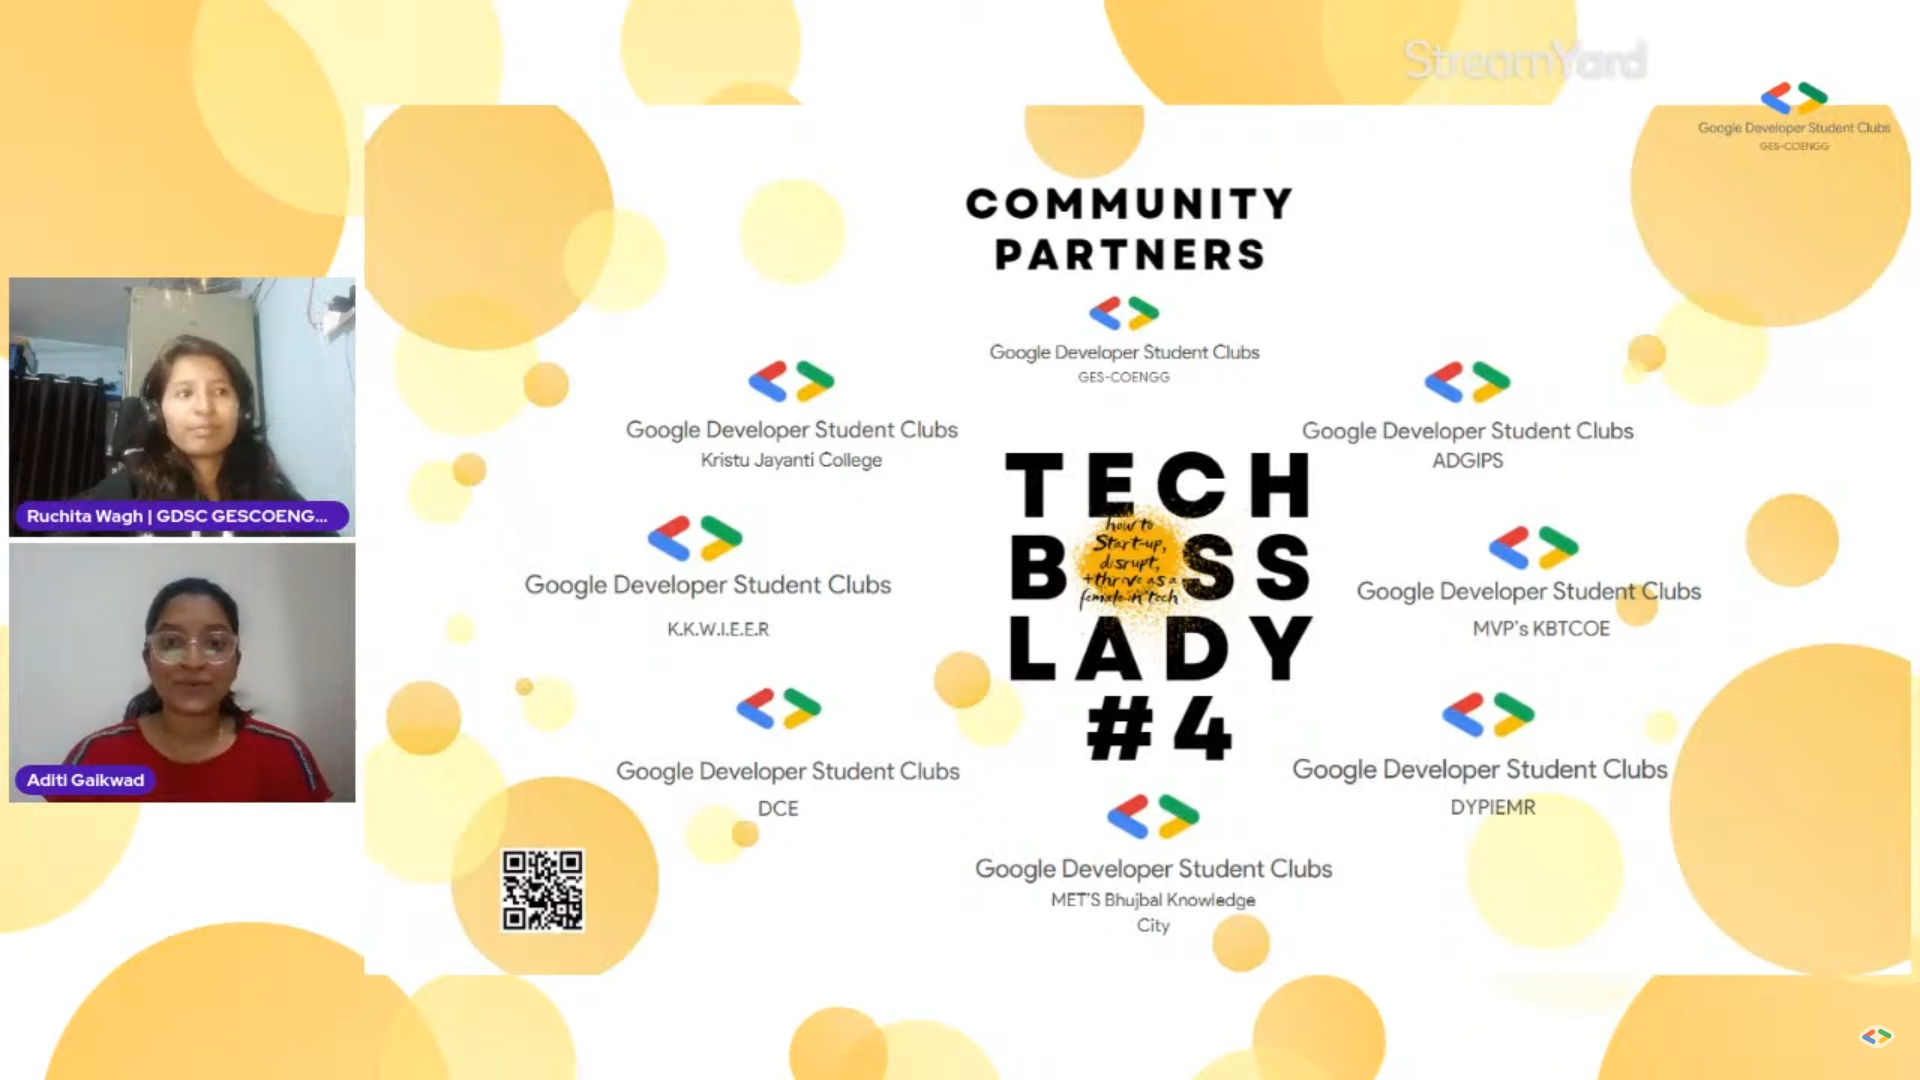 StreamYard
Google Developer Student Clubs
GES-COENGG
COMMUNITY
PARTNERS
Google Developer Student Clubs
GES-COENGG
Google Developer Student Clubs
Kristu Jayanti College
Google Developer Student Clubs
ADGIPS
TECH
BOSS
LADY
#4
how to
Start-up,
disrupt,
+thrive as a
female in tech
Google Developer Student Clubs
K.K.W.I.E.E.R
Google Developer Student Clubs
MVP's KBTCOE
Google Developer Student Clubs
DCE
Google Developer Student Clubs
DYPIEMR
Google Developer Student Clubs
MET'S Bhujbal Knowledge
City
Ruchita Wagh | GDSC GESCOENG...
Aditi Gaikwad